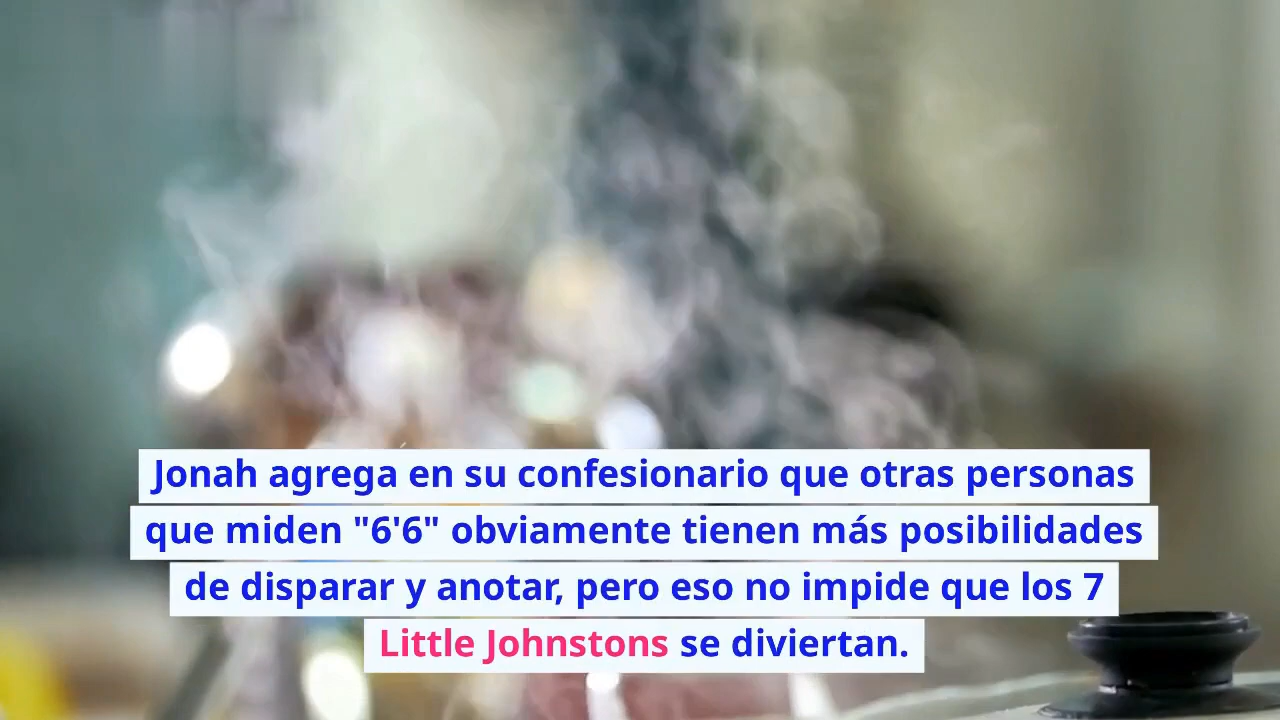 Jonah agrega en su confesionario que otras personas
que miden "6'6" obviamente tienen más posibilidades
de disparar y anotar, pero eso no impide que los 7
Little Johnstons se diviertan.